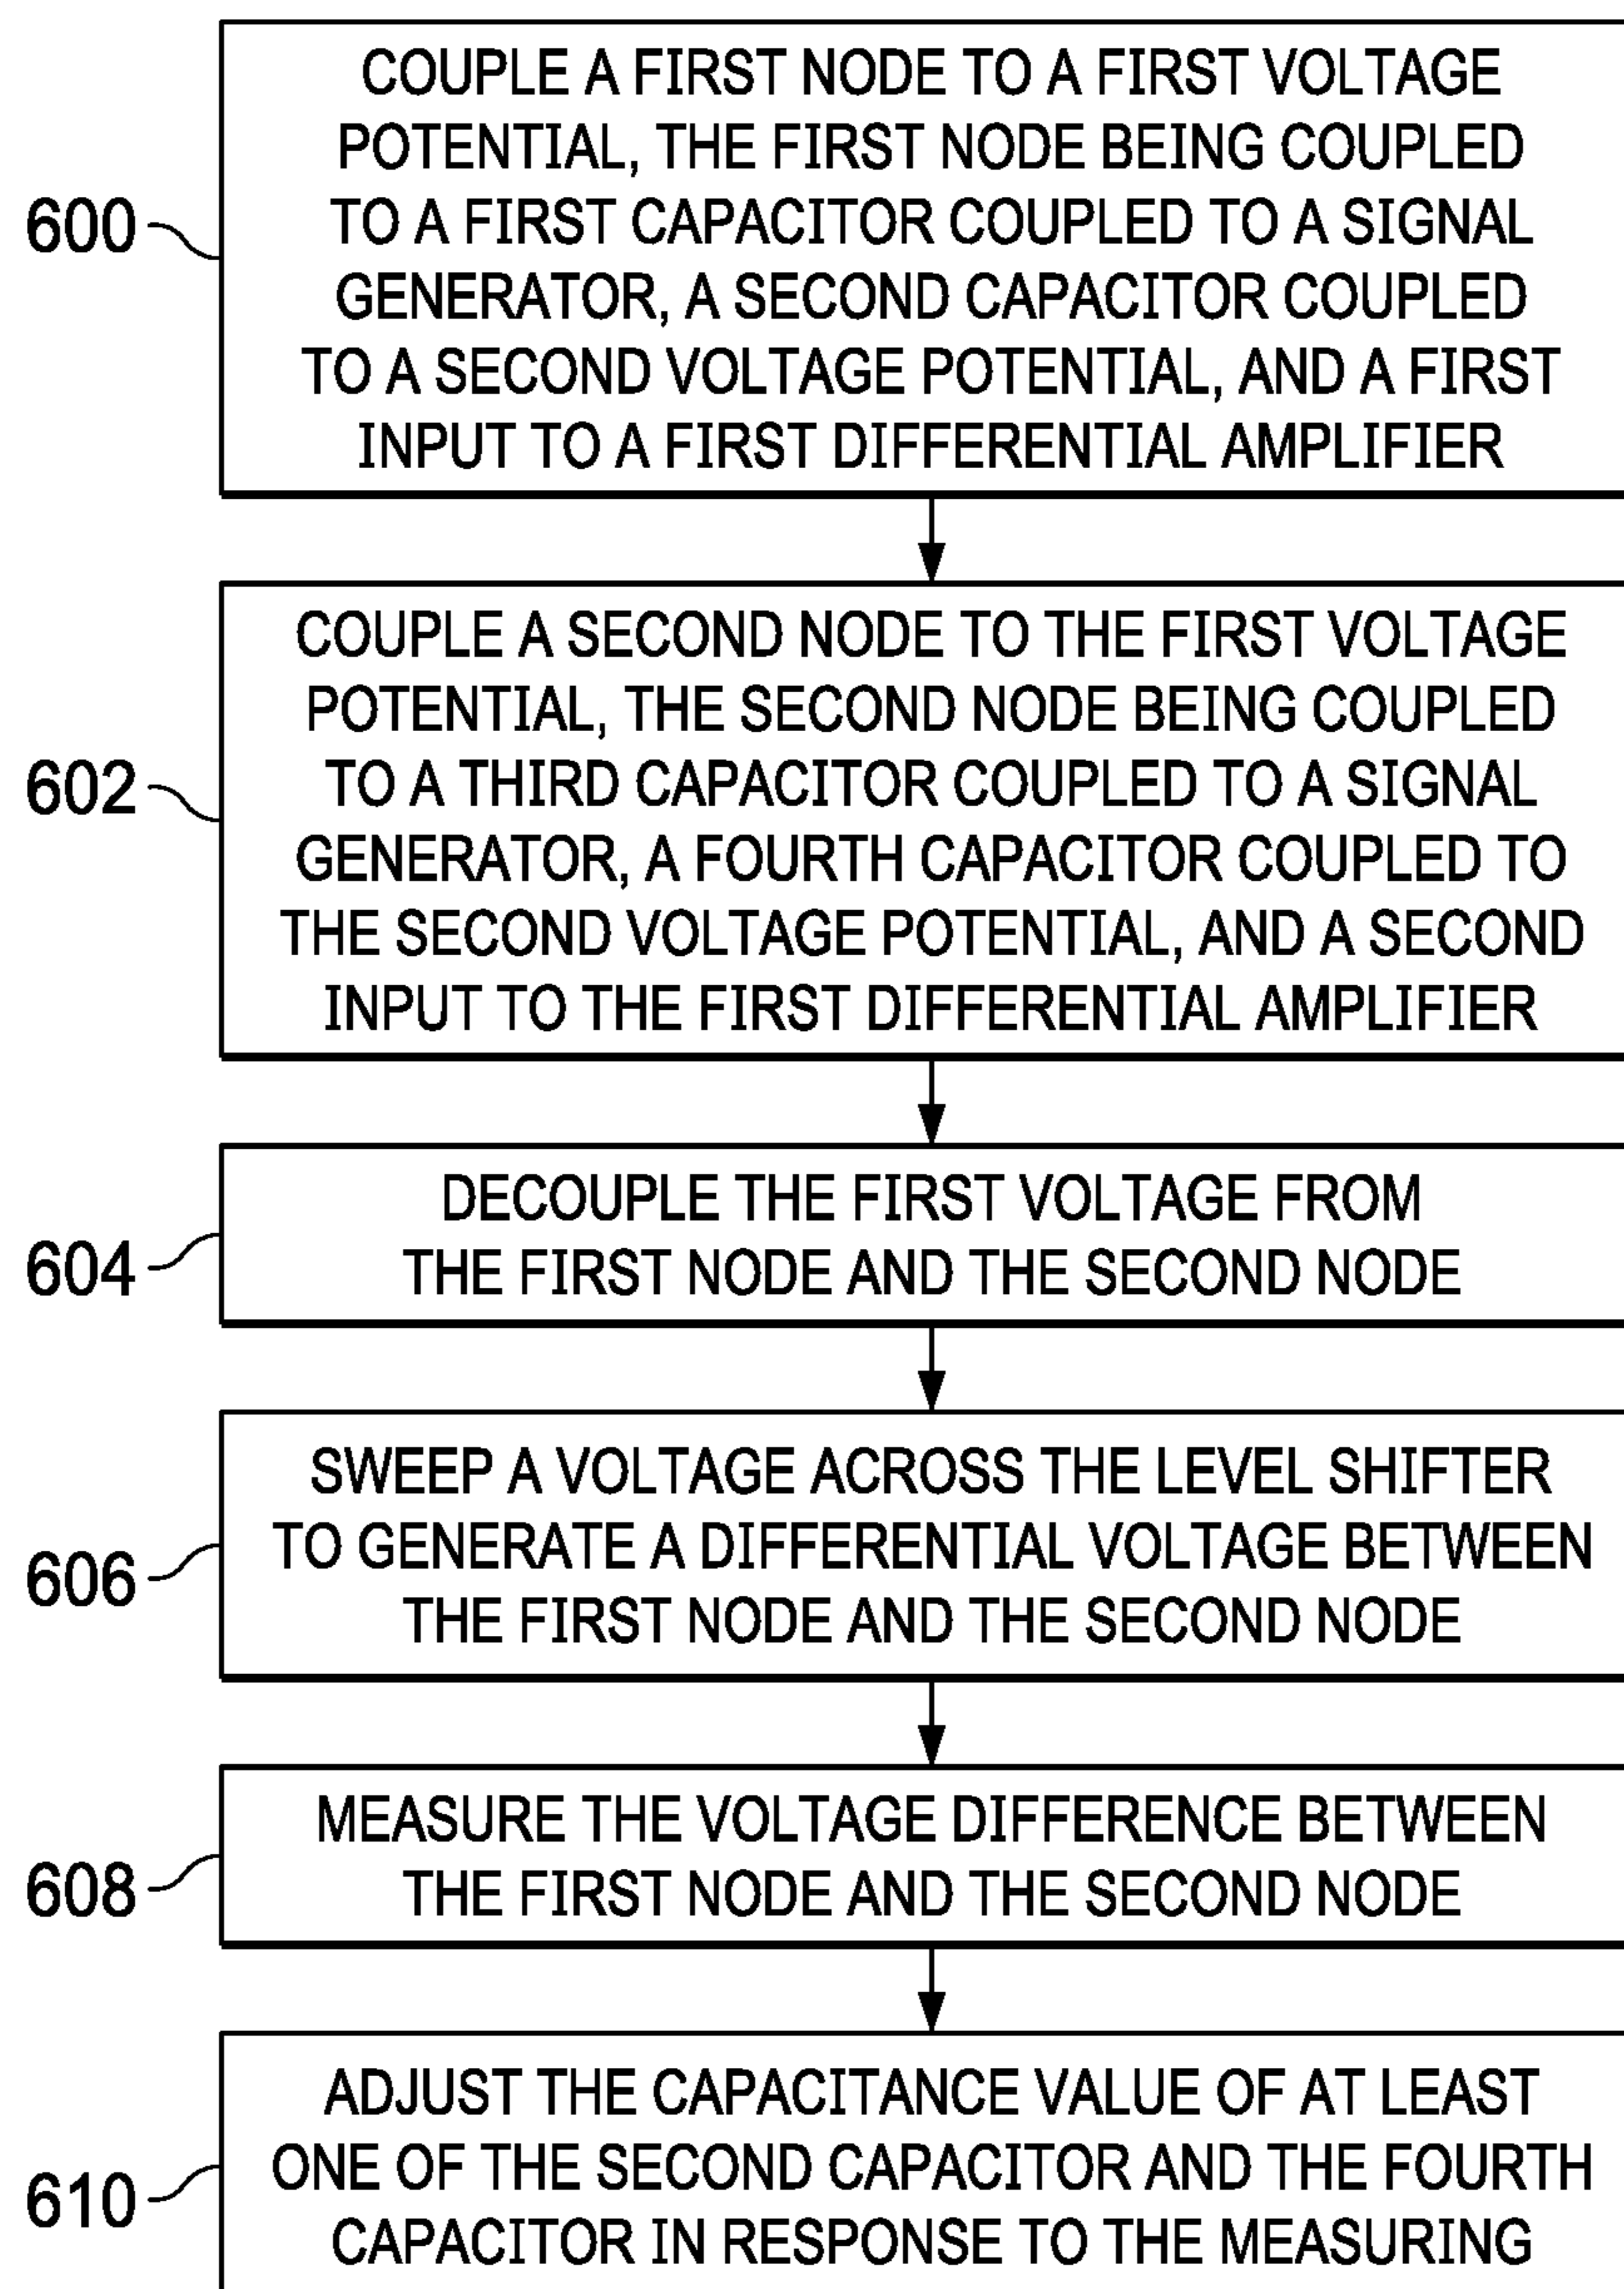 COUPLE A FIRST NODE TO A FIRST VOLTAGE
POTENTIAL, THE FIRST NODE BEING COUPLED
600
TO A FIRST CAPACITOR COUPLED TO A SIGNAL
GENERATOR, A SECOND CAPACITOR COUPLED
TO A SECOND VOLTAGE POTENTIAL, AND A FIRST
INPUT TO A FIRST DIFFERENTIAL AMPLIFIER
COUPLE A SECOND NODE TO THE FIRST VOLTAGE
POTENTIAL, THE SECOND NODE BEING COUPLED
602
TO A THIRD CAPACITOR COUPLED TO A SIGNAL
GENERATOR, A FOURTH CAPACITOR COUPLED TO
THE SECOND VOLTAGE POTENTIAL, AND A SECOND
INPUT TO THE FIRST DIFFERENTIAL AMPLIFIER
DECOUPLE THE FIRST VOLTAGE FROM
604
THE FIRST NODE AND THE SECOND NODE
SWEEP A VOLTAGE ACROSS THE LEVEL SHIFTER
TO GENERATE A DIFFERENTIAL VOLTAGE BETWEEN
606
THE FIRST NODE AND THE SECOND NODE
MEASURE THE VOLTAGE DIFFERENCE BETWEEN
608
THE FIRST NODE AND THE SECOND NODE
ADJUST THE CAPACITANCE VALUE OF AT LEAST
ONE OF THE SECOND CAPACITOR AND THE FOURTH
610
CAPACITOR IN RESPONSE TO THE MEASURING